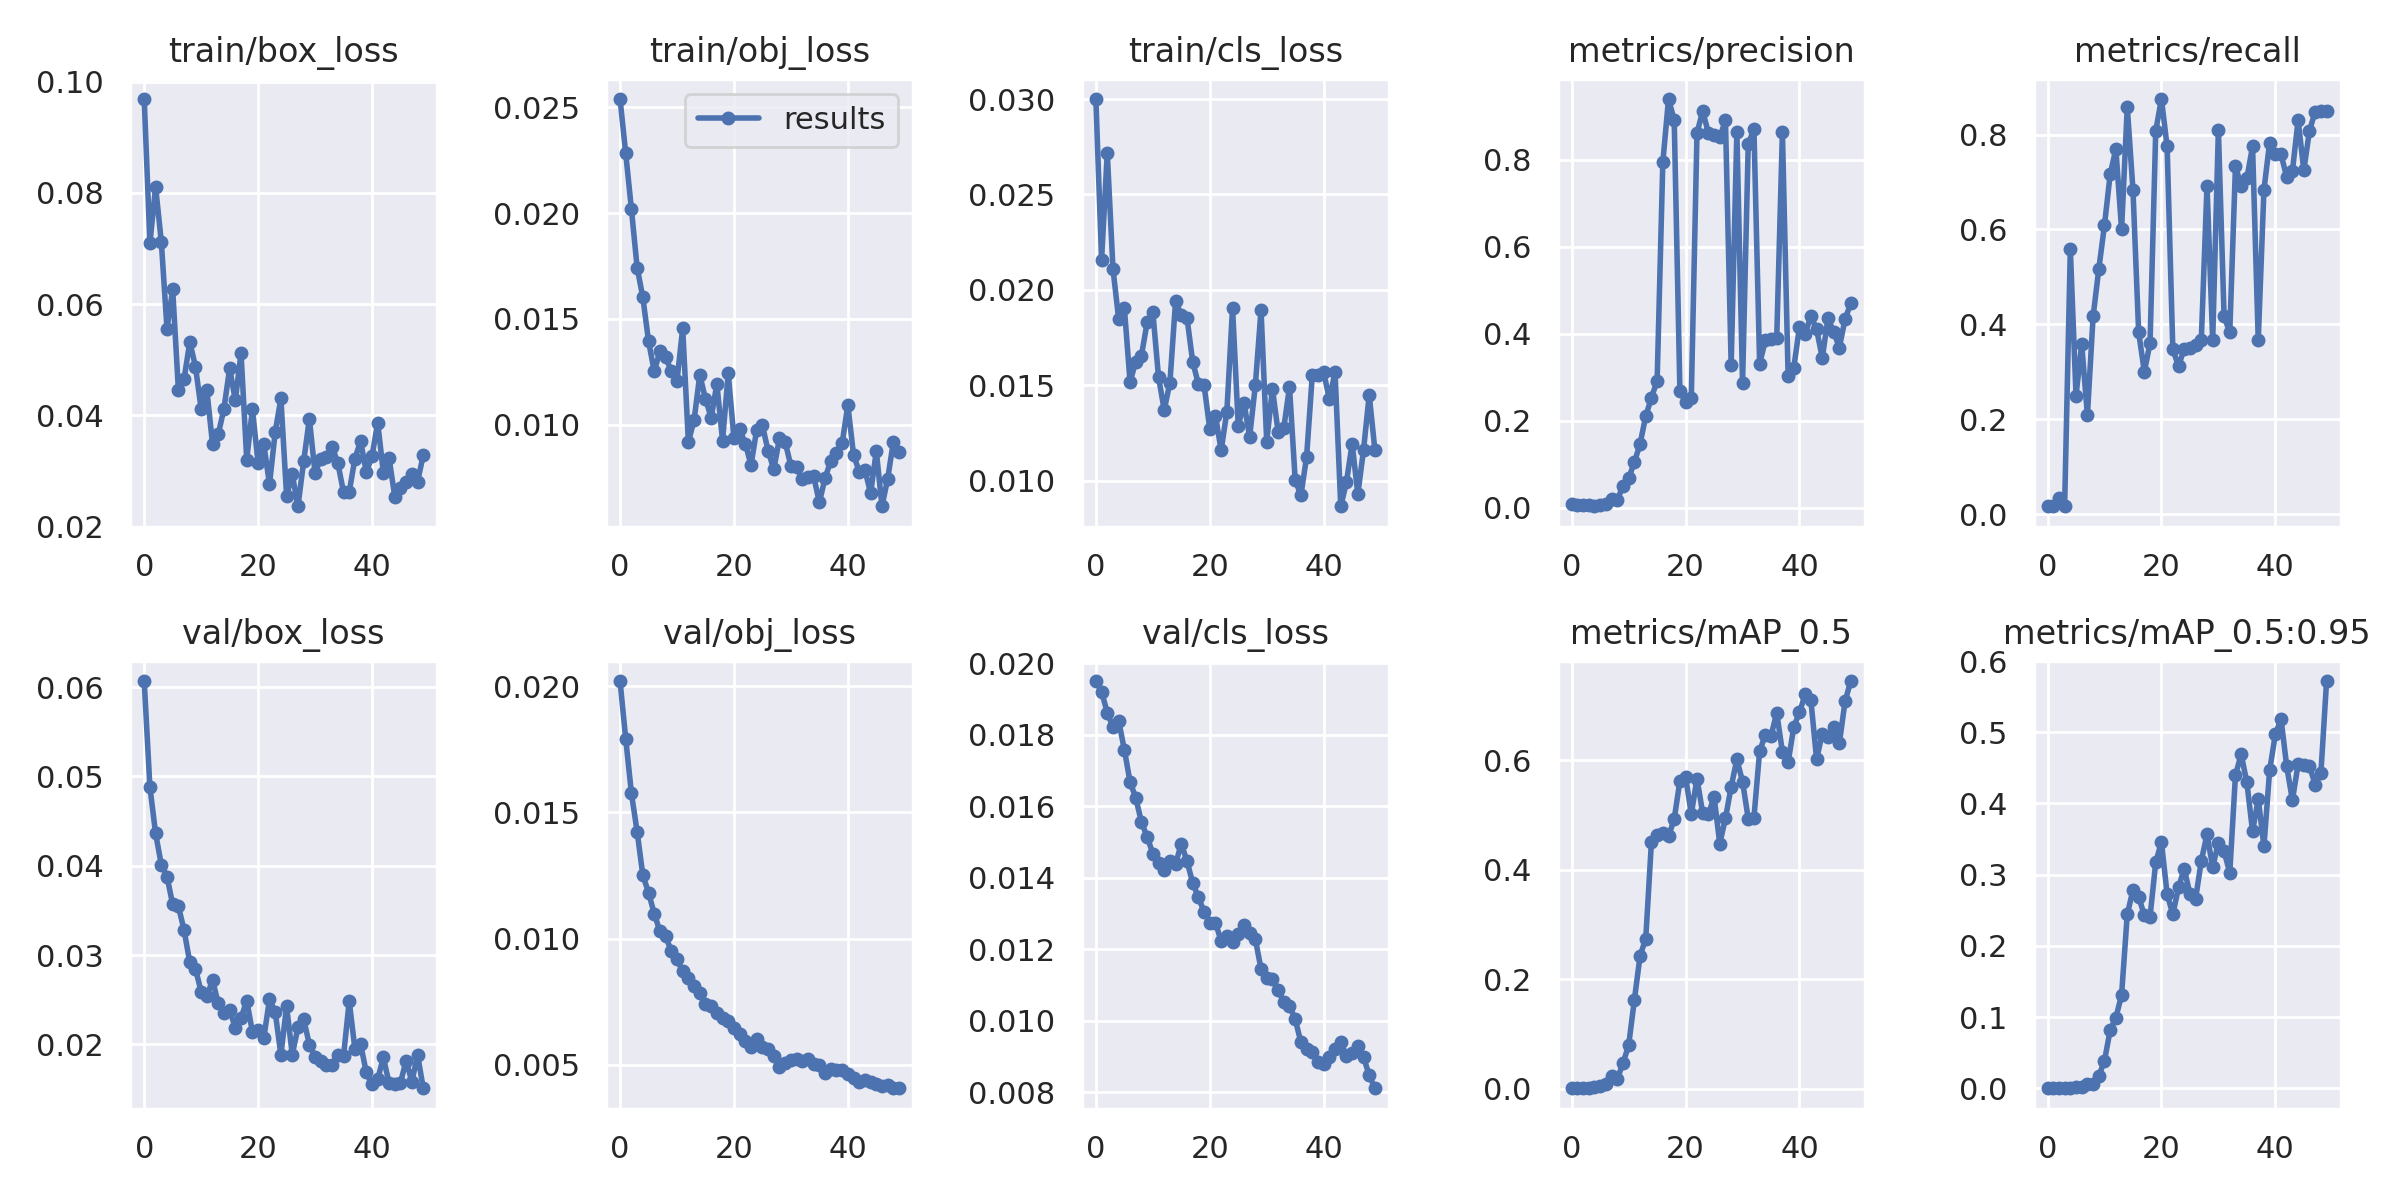 train/box_loss
0.10
0.08
0.06
0.04
0.02
0 20 40
train/obj_loss
results
0.025
0.020
0.015
0.010
0 20 40
train/cls_loss
0.030
0.025
0.020
0.015
0.010
0 20 40
metrics/precision
0.8
0.6
0.4
0.2
0.0
0 20 40
metrics/recall
0.8
0.6
0.4
0.2
0.0
0 20 40
val/box_loss
0.06
0.05
0.04
0.03
0.02
0 20 40
val/obj_loss
0.020
0.015
0.010
0.005
0 20 40
val/cls_loss
0.020
0.018
0.016
0.014
0.012
0.010
0.008
0 20 40
metrics/mAP_0.5
0.6
0.4
0.2
0.0
0 20 40
metrics/mAP_0.5:0.95
0.6
0.5
0.4
0.3
0.2
0.1
0.0
0 20 40